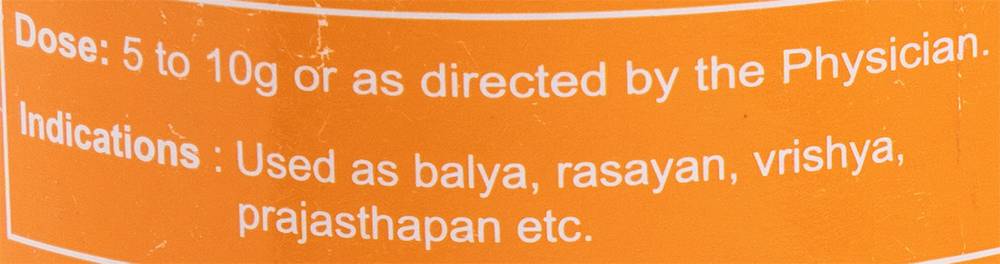 Dose: 5 to 10g or as directed by the Physician.
Indications : Used as balya, rasayan, vrishya,
prajasthapan etc.